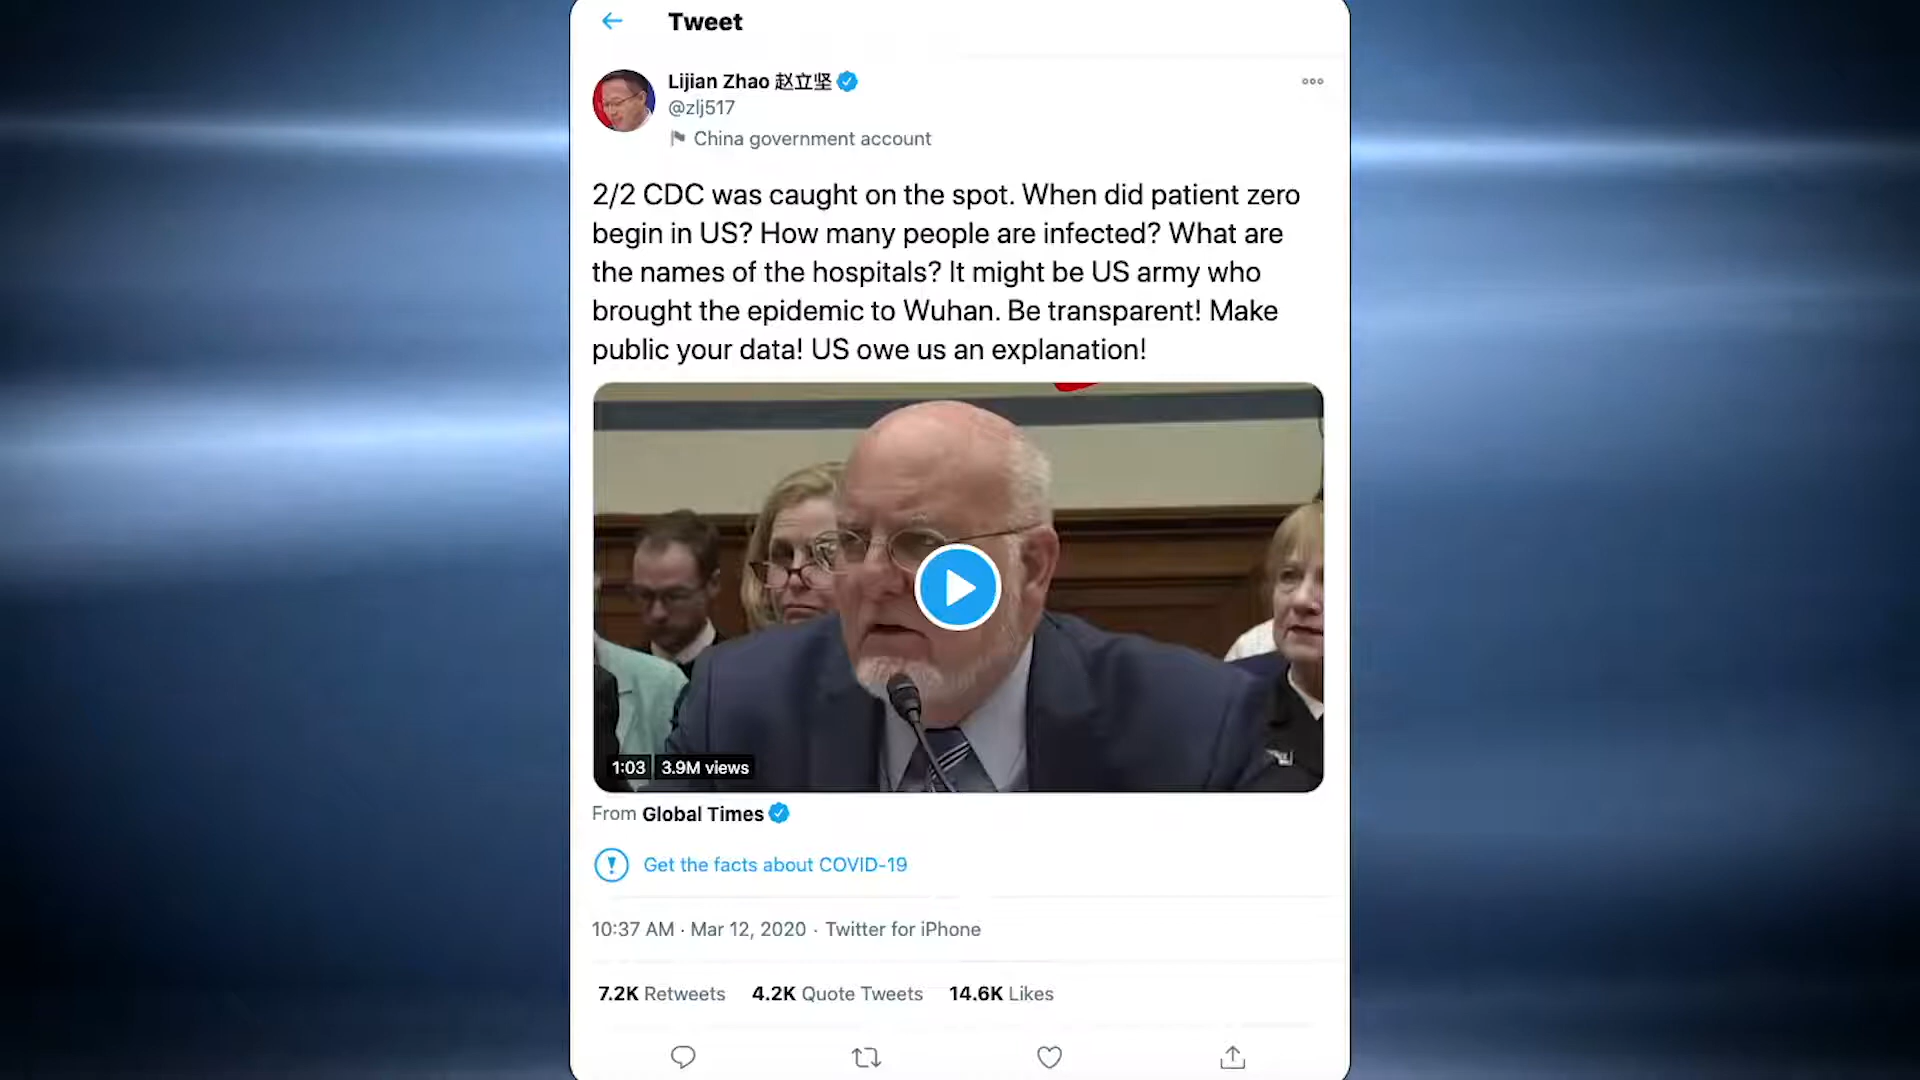 Tweet
Lijian Zhao 赵立坚
@zlj517
China government account
2/2 CDC was caught on the spot. When did patient zero
begin in US? How many people are infected? What are
the names of the hospitals? It might be US army who
brought the epidemic to Wuhan. Be transparent! Make
public your data! US owe us an explanation!
1:03 3.9M views
From Global Times
Get the facts about COVID-19
10:37 AM · Mar 12, 2020 · Twitter for iPhone
7.2K Retweets 4.2K Quote Tweets 14.6K Likes